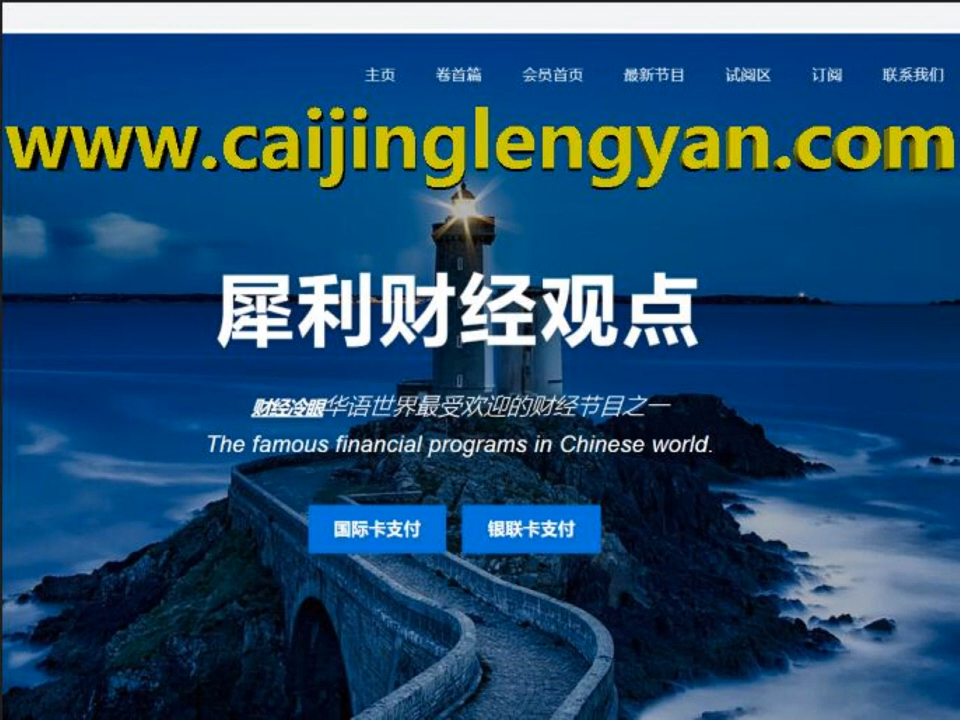 主页 卷首篇 会员首页 最新节目 试阅区 订阅 联系我们
www.caijinglengyan.com
犀利财经观点
财经冷眼华语世界最受欢迎的财经节目之一
The famous financial programs in Chinese world.
国际卡支付 银联卡支付